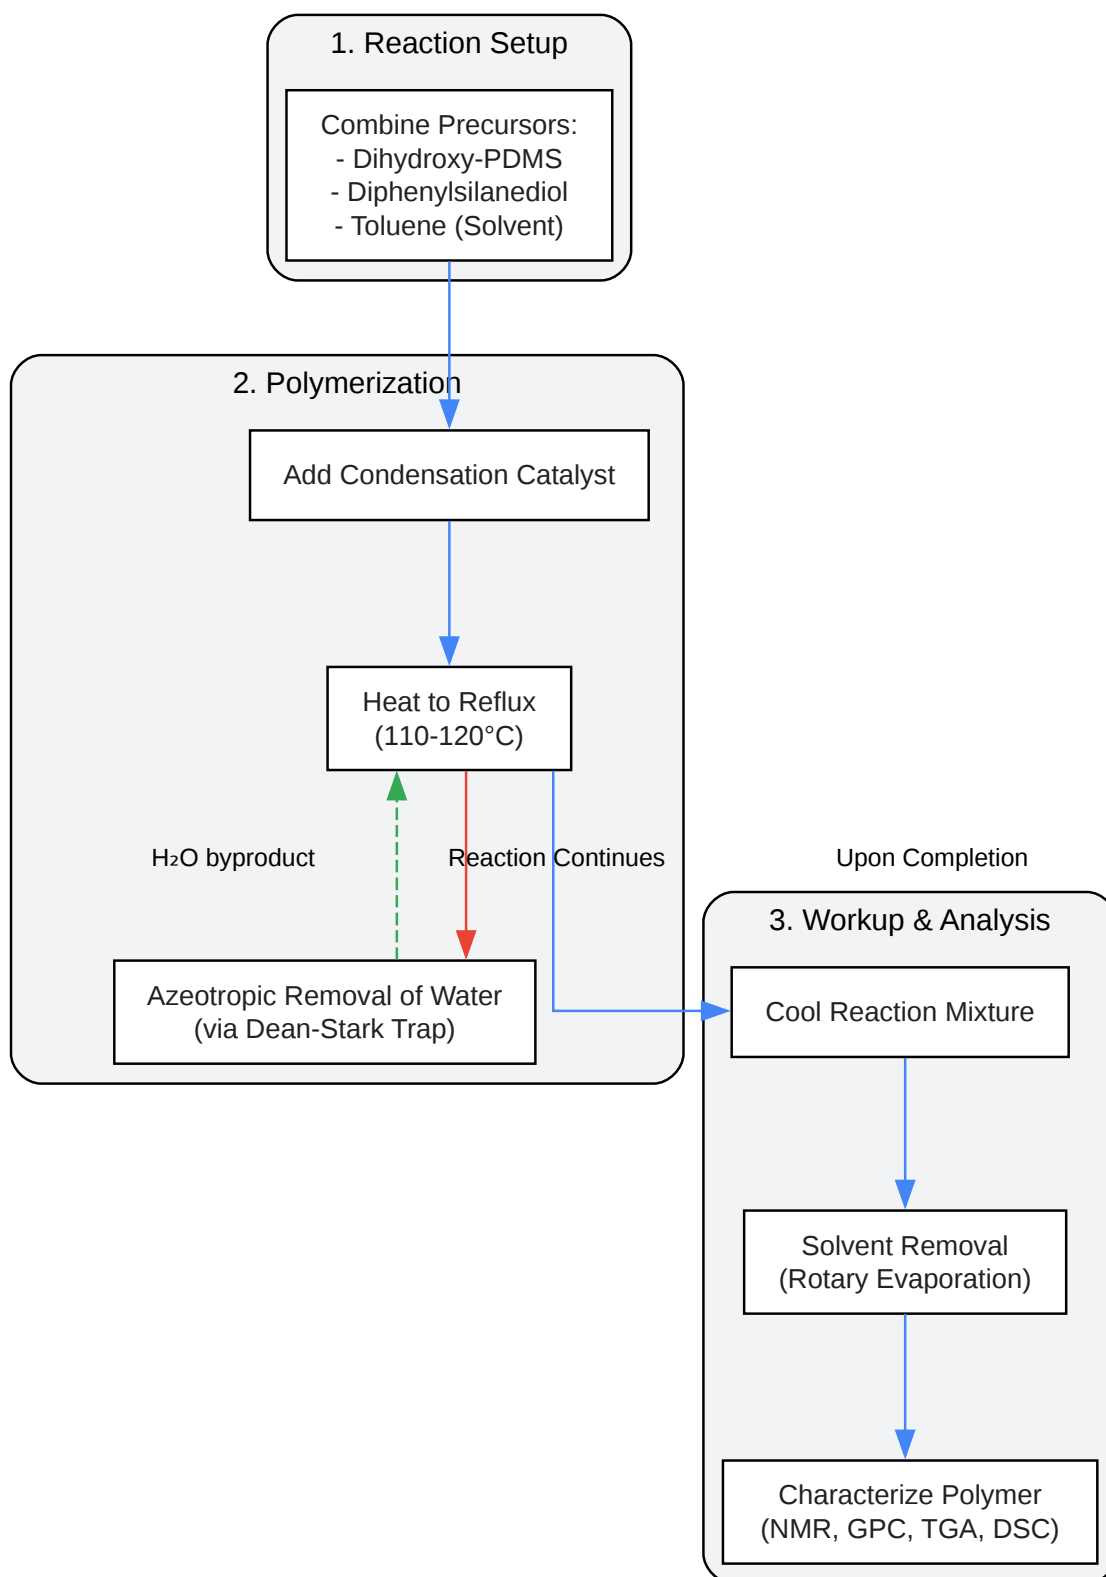 1. Reaction Setup
Combine Precursors:
- Dihydroxy-PDMS
- Diphenylsilanediol
- Toluene (Solvent)
2. Polymerization
Add Condensation Catalyst
Heat to Reflux
(110-120°C)
H₂O byproduct
Reaction Continues
Upon Completion
Azeotropic Removal of Water
(via Dean-Stark Trap)
3. Workup & Analysis
Cool Reaction Mixture
Solvent Removal
(Rotary Evaporation)
Characterize Polymer
(NMR, GPC, TGA, DSC)